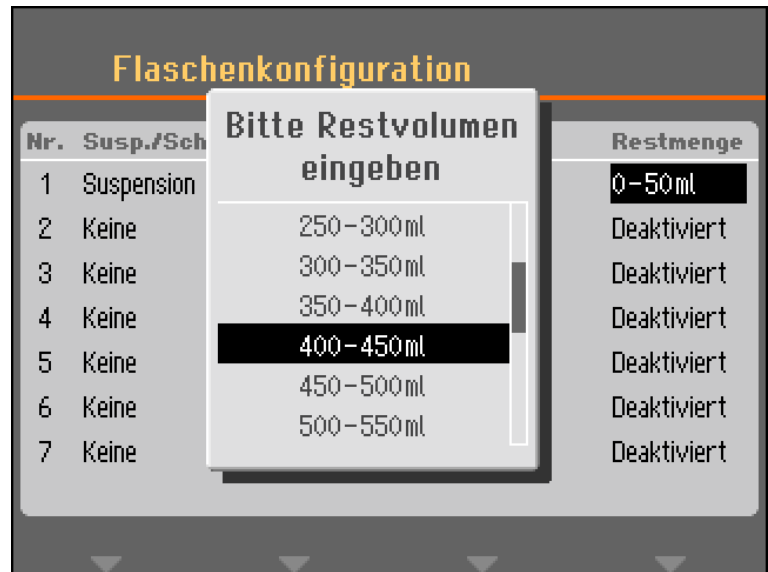 Flaschenkonfiguration
Bitte Restvolumen
eingeben
Nr. Susp./Sch Restmenge
1 Suspension 0-50ml
2 Keine 250-300ml Deaktiviert
3 Keine 300-350ml Deaktiviert
4 Keine 350-400ml Deaktiviert
400-450ml
5 Keine 450-500ml Deaktiviert
6 Keine 500-550ml Deaktiviert
7 Keine Deaktiviert